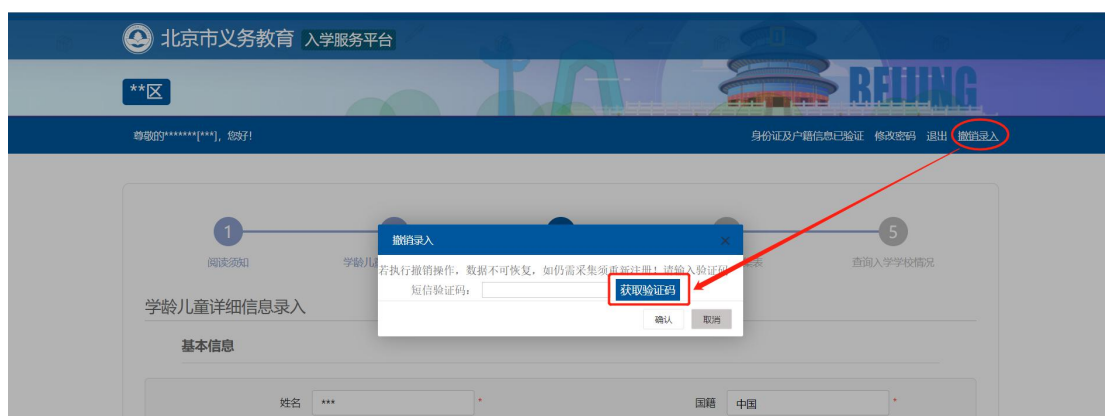 北京市义务教育 入学服务平台
**区
BEIJING
尊敬的*******[***]，您好!
身份证及户籍信息已验证 修改密码 退出 撤销录入
1
5
阅读须知
学龄儿
表
查询入学学校情况
撤销录入 ×
若执行撤销操作，数据不可恢复，如仍需采集须重新注册！请输入验证码
短信验证码： 获取验证码
确认 取消
学龄儿童详细信息录入
基本信息
姓名 *** * 国籍 中国 *